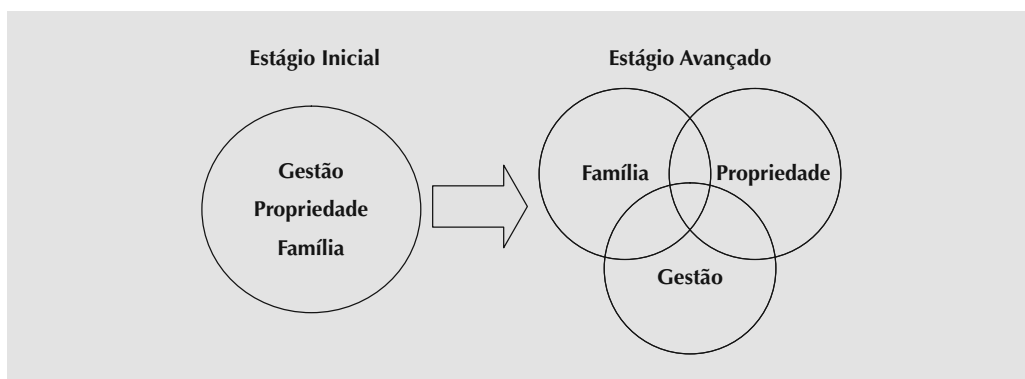 Estágio Inicial
Gestão
Propriedade
Família
Estágio Avançado
Família
Propriedade
Gestão